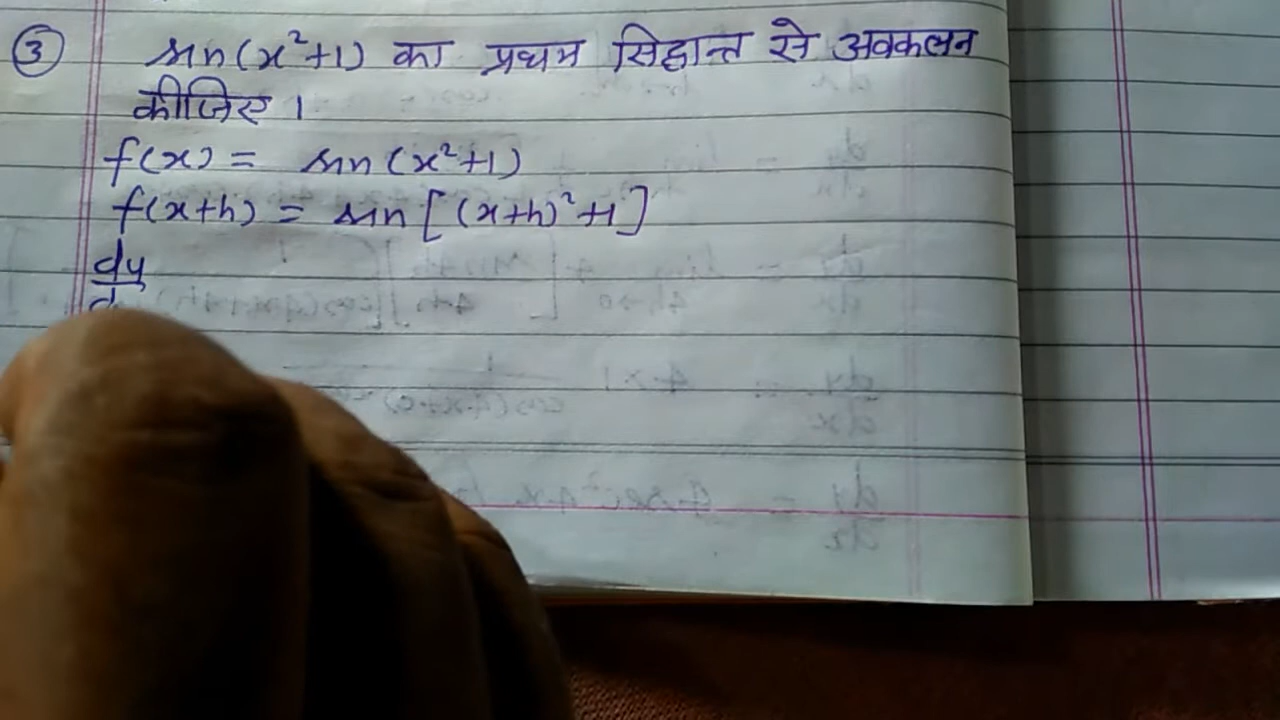 ③ sin(x²+1) का प्रथम सिद्धान्त से अवकलन
कीजिए ।
f(x) = sin(x²+1)
f(x+h) = sin[(x+h)²+1]
dy
d